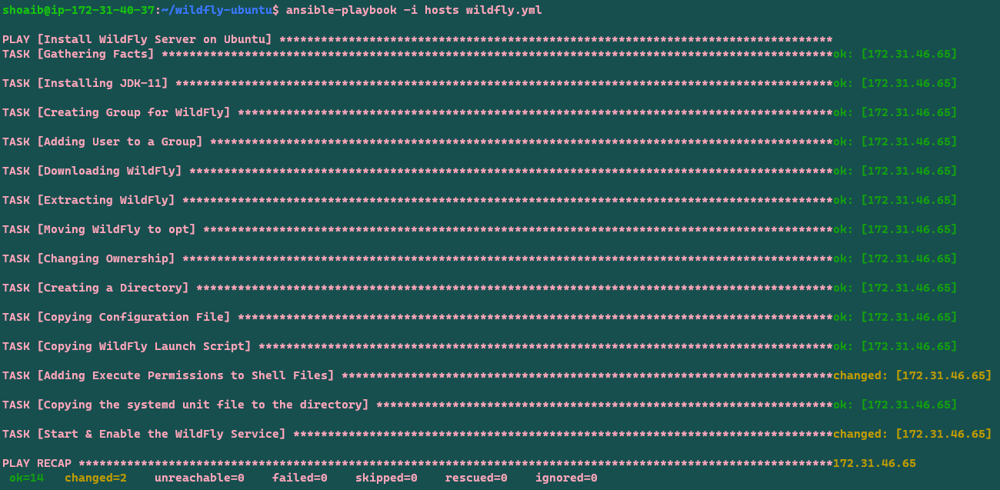 shoaib@ip-172-31-40-37:~/wildfly-ubuntu$ ansible-playbook -i hosts wildfly.yml
PLAY [Install WildFly Server on Ubuntu] ********************************************************************************
TASK [Gathering Facts] *************************************************************************************************ok: [172.31.46.65]
TASK [Installing JDK-11] ***********************************************************************************************ok: [172.31.46.65]
TASK [Creating Group for WildFly] **************************************************************************************ok: [172.31.46.65]
TASK [Adding User to a Group] ******************************************************************************************ok: [172.31.46.65]
TASK [Downloading WildFly] *********************************************************************************************ok: [172.31.46.65]
TASK [Extracting WildFly] **********************************************************************************************ok: [172.31.46.65]
TASK [Moving WildFly to opt] *******************************************************************************************ok: [172.31.46.65]
TASK [Changing Ownership] **********************************************************************************************ok: [172.31.46.65]
TASK [Creating a Directory] ********************************************************************************************ok: [172.31.46.65]
TASK [Copying Configuration File] **************************************************************************************ok: [172.31.46.65]
TASK [Copying WildFly Launch Script] ***********************************************************************************ok: [172.31.46.65]
TASK [Adding Execute Permissions to Shell Files] ***********************************************************************changed: [172.31.46.65]
TASK [Copying the systemd unit file to the directory] ******************************************************************ok: [172.31.46.65]
TASK [Start & Enable the WildFly Service] ******************************************************************************changed: [172.31.46.65]
PLAY RECAP *************************************************************************************************************172.31.46.65
ok=14   changed=2    unreachable=0    failed=0    skipped=0    rescued=0    ignored=0